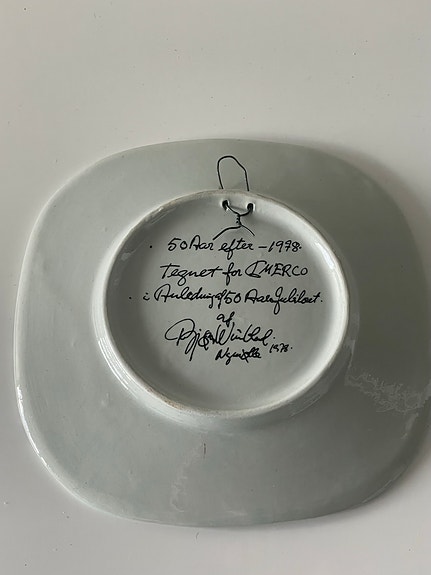 50 Aar efter - 1978.
Tegnet for IMERCO
i Anledning af 50 Aars Jubilæet.
af
Bjørn Wiinblad.
Nymølle 1978.